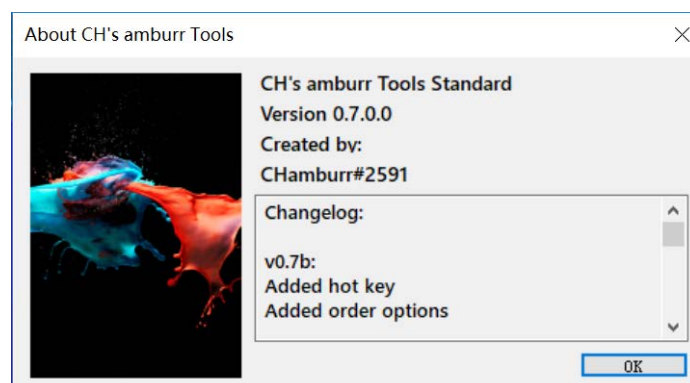 About CH's amburr Tools
CH's amburr Tools Standard
Version 0.7.0.0
Created by:
CHamburr#2591
Changelog:
v0.7b:
Added hot key
Added order options
OK